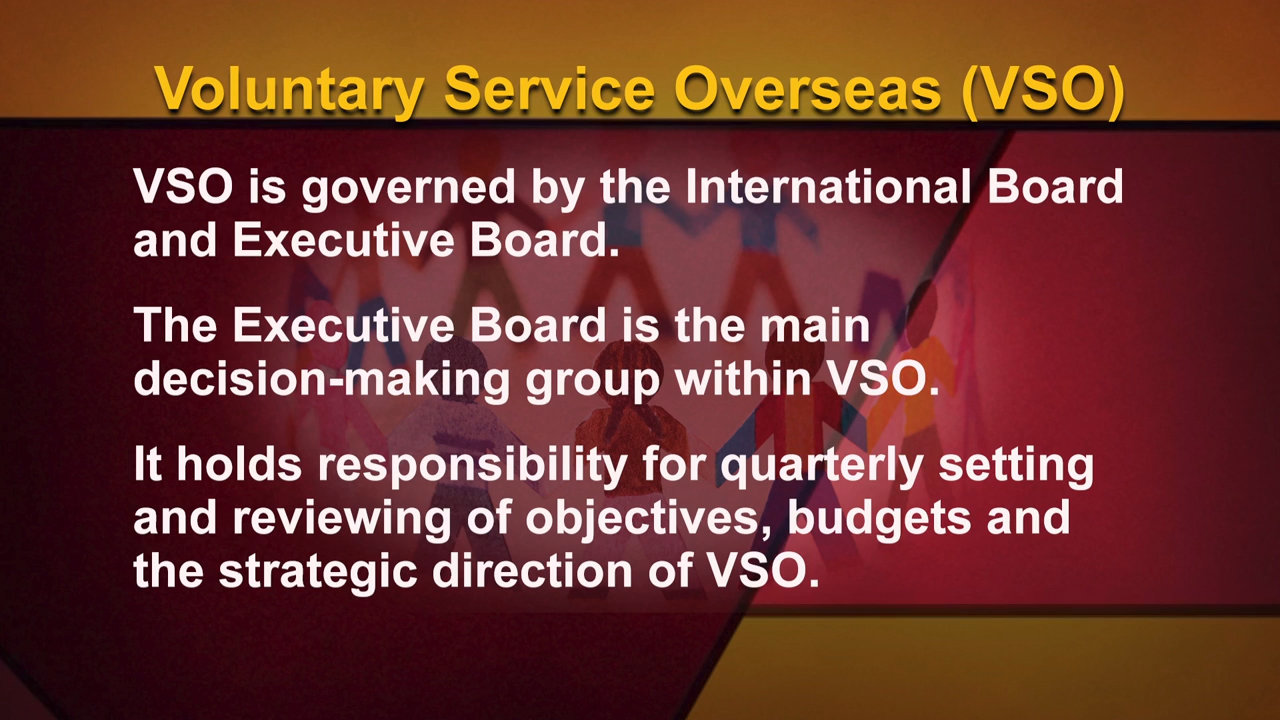 Voluntary Service Overseas (VSO)
VSO is governed by the International Board
and Executive Board.
The Executive Board is the main
decision-making group within VSO.
It holds responsibility for quarterly setting
and reviewing of objectives, budgets and
the strategic direction of VSO.